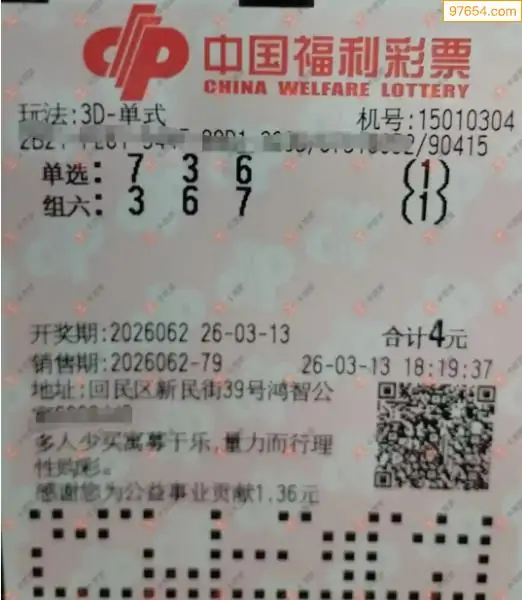 97654.com
中国福利彩票
CHINA WELFARE LOTTERY
玩法:3D-单式 机号:15010304
/90415
单选: 7 3 6 (1)
组六: 3 6 7 (1)
开奖期:2026062 26-03-13 合计4元
销售期:2026062-79 26-03-13 18:19:37
地址:回民区新民街39号鸿智公
多人少买寓募于乐,量力而行理
性购彩。
感谢您为公益事业贡献1.36元